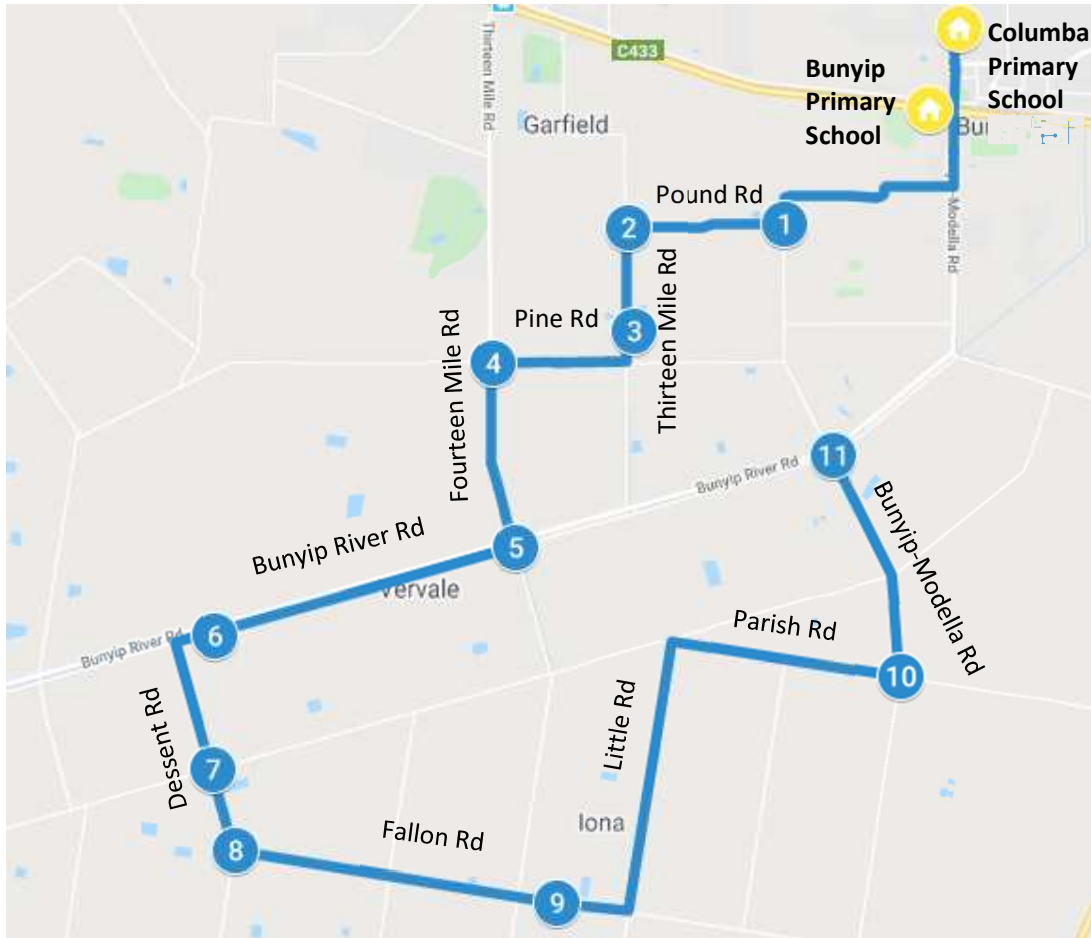 Thirteen Mile Rd
C433
Columba
Primary
School
Bunyip
Primary
School
Garfield
Bu
Pound Rd
1
2
-Modella Rd
Thirteen Mile Rd
Pine Rd
3
4
Fourteen Mile Rd
11
Bunyip River Rd
Bunyip-Modella Rd
5
Bunyip River Rd
Vervale
Parish Rd
6
Bunyip River Rd
10
Little Rd
Dessent Rd
7
Iona
Fallon Rd
8
9